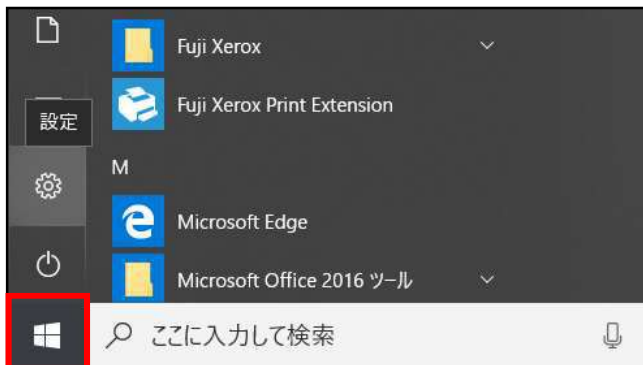 Fuji Xerox
Fuji Xerox Print Extension
設定
M
Microsoft Edge
Microsoft Office 2016 ツール
ここに入力して検索